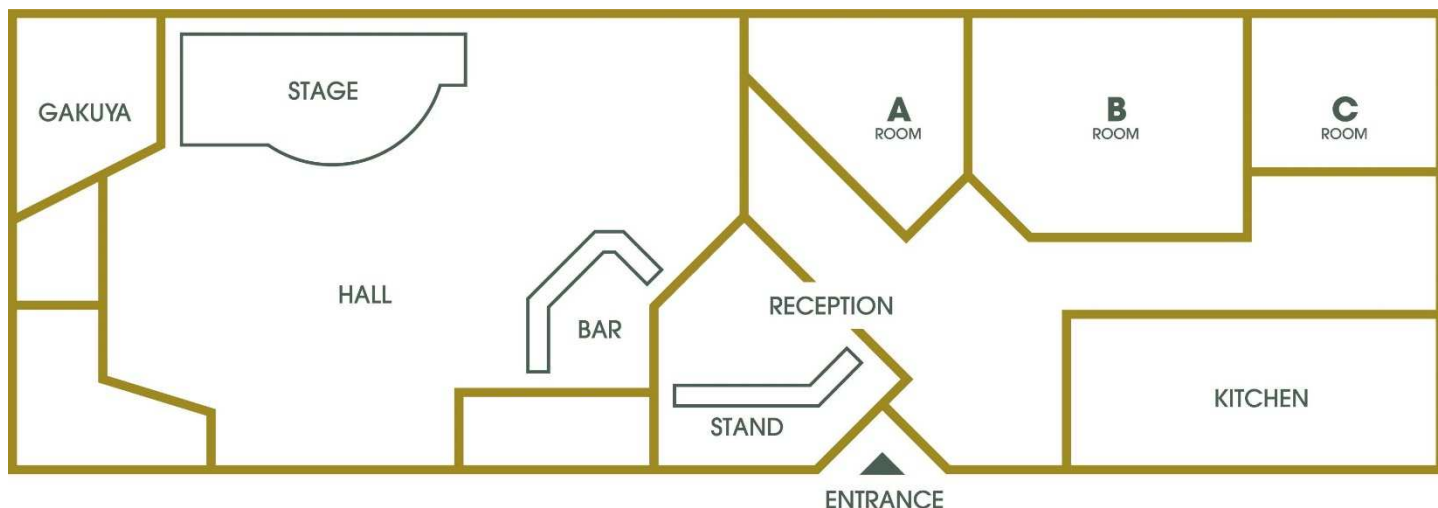 GAKUYA
STAGE
A
ROOM
B
ROOM
C
ROOM
HALL
BAR
RECEPTION
STAND
KITCHEN
ENTRANCE